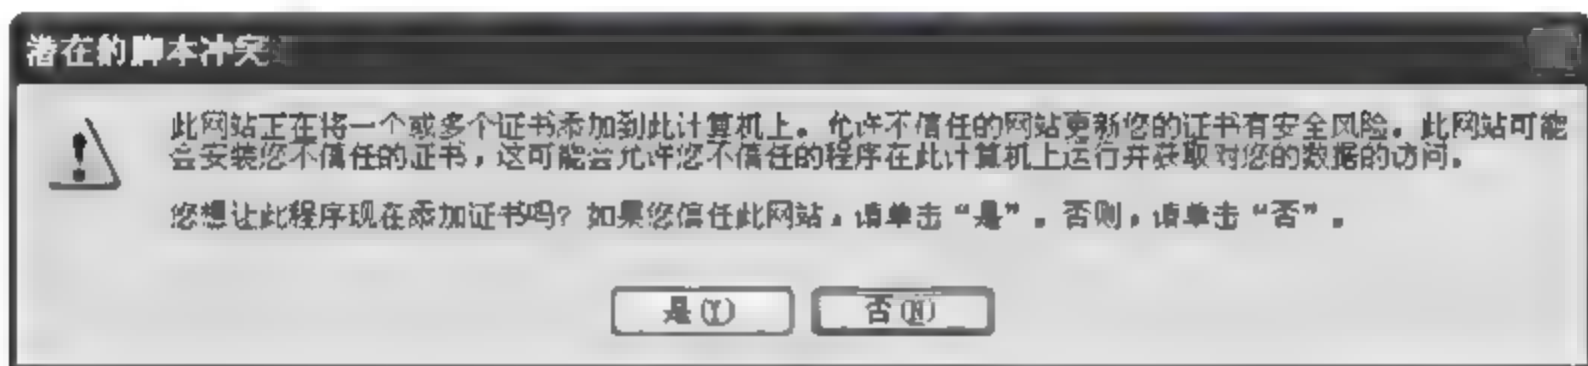 潜在的脚本冲突
此网站正在将一个或多个证书添加到此计算机上。允许不信任的网站更新您的证书有安全风险。此网站可能
会安装您不信任的证书，这可能会允许您不信任的程序在此计算机上运行并获取对您的数据的访问。
您想让此程序现在添加证书吗？如果您信任此网站，请单击“是”。否则，请单击“否”。
是(Y)
否(N)